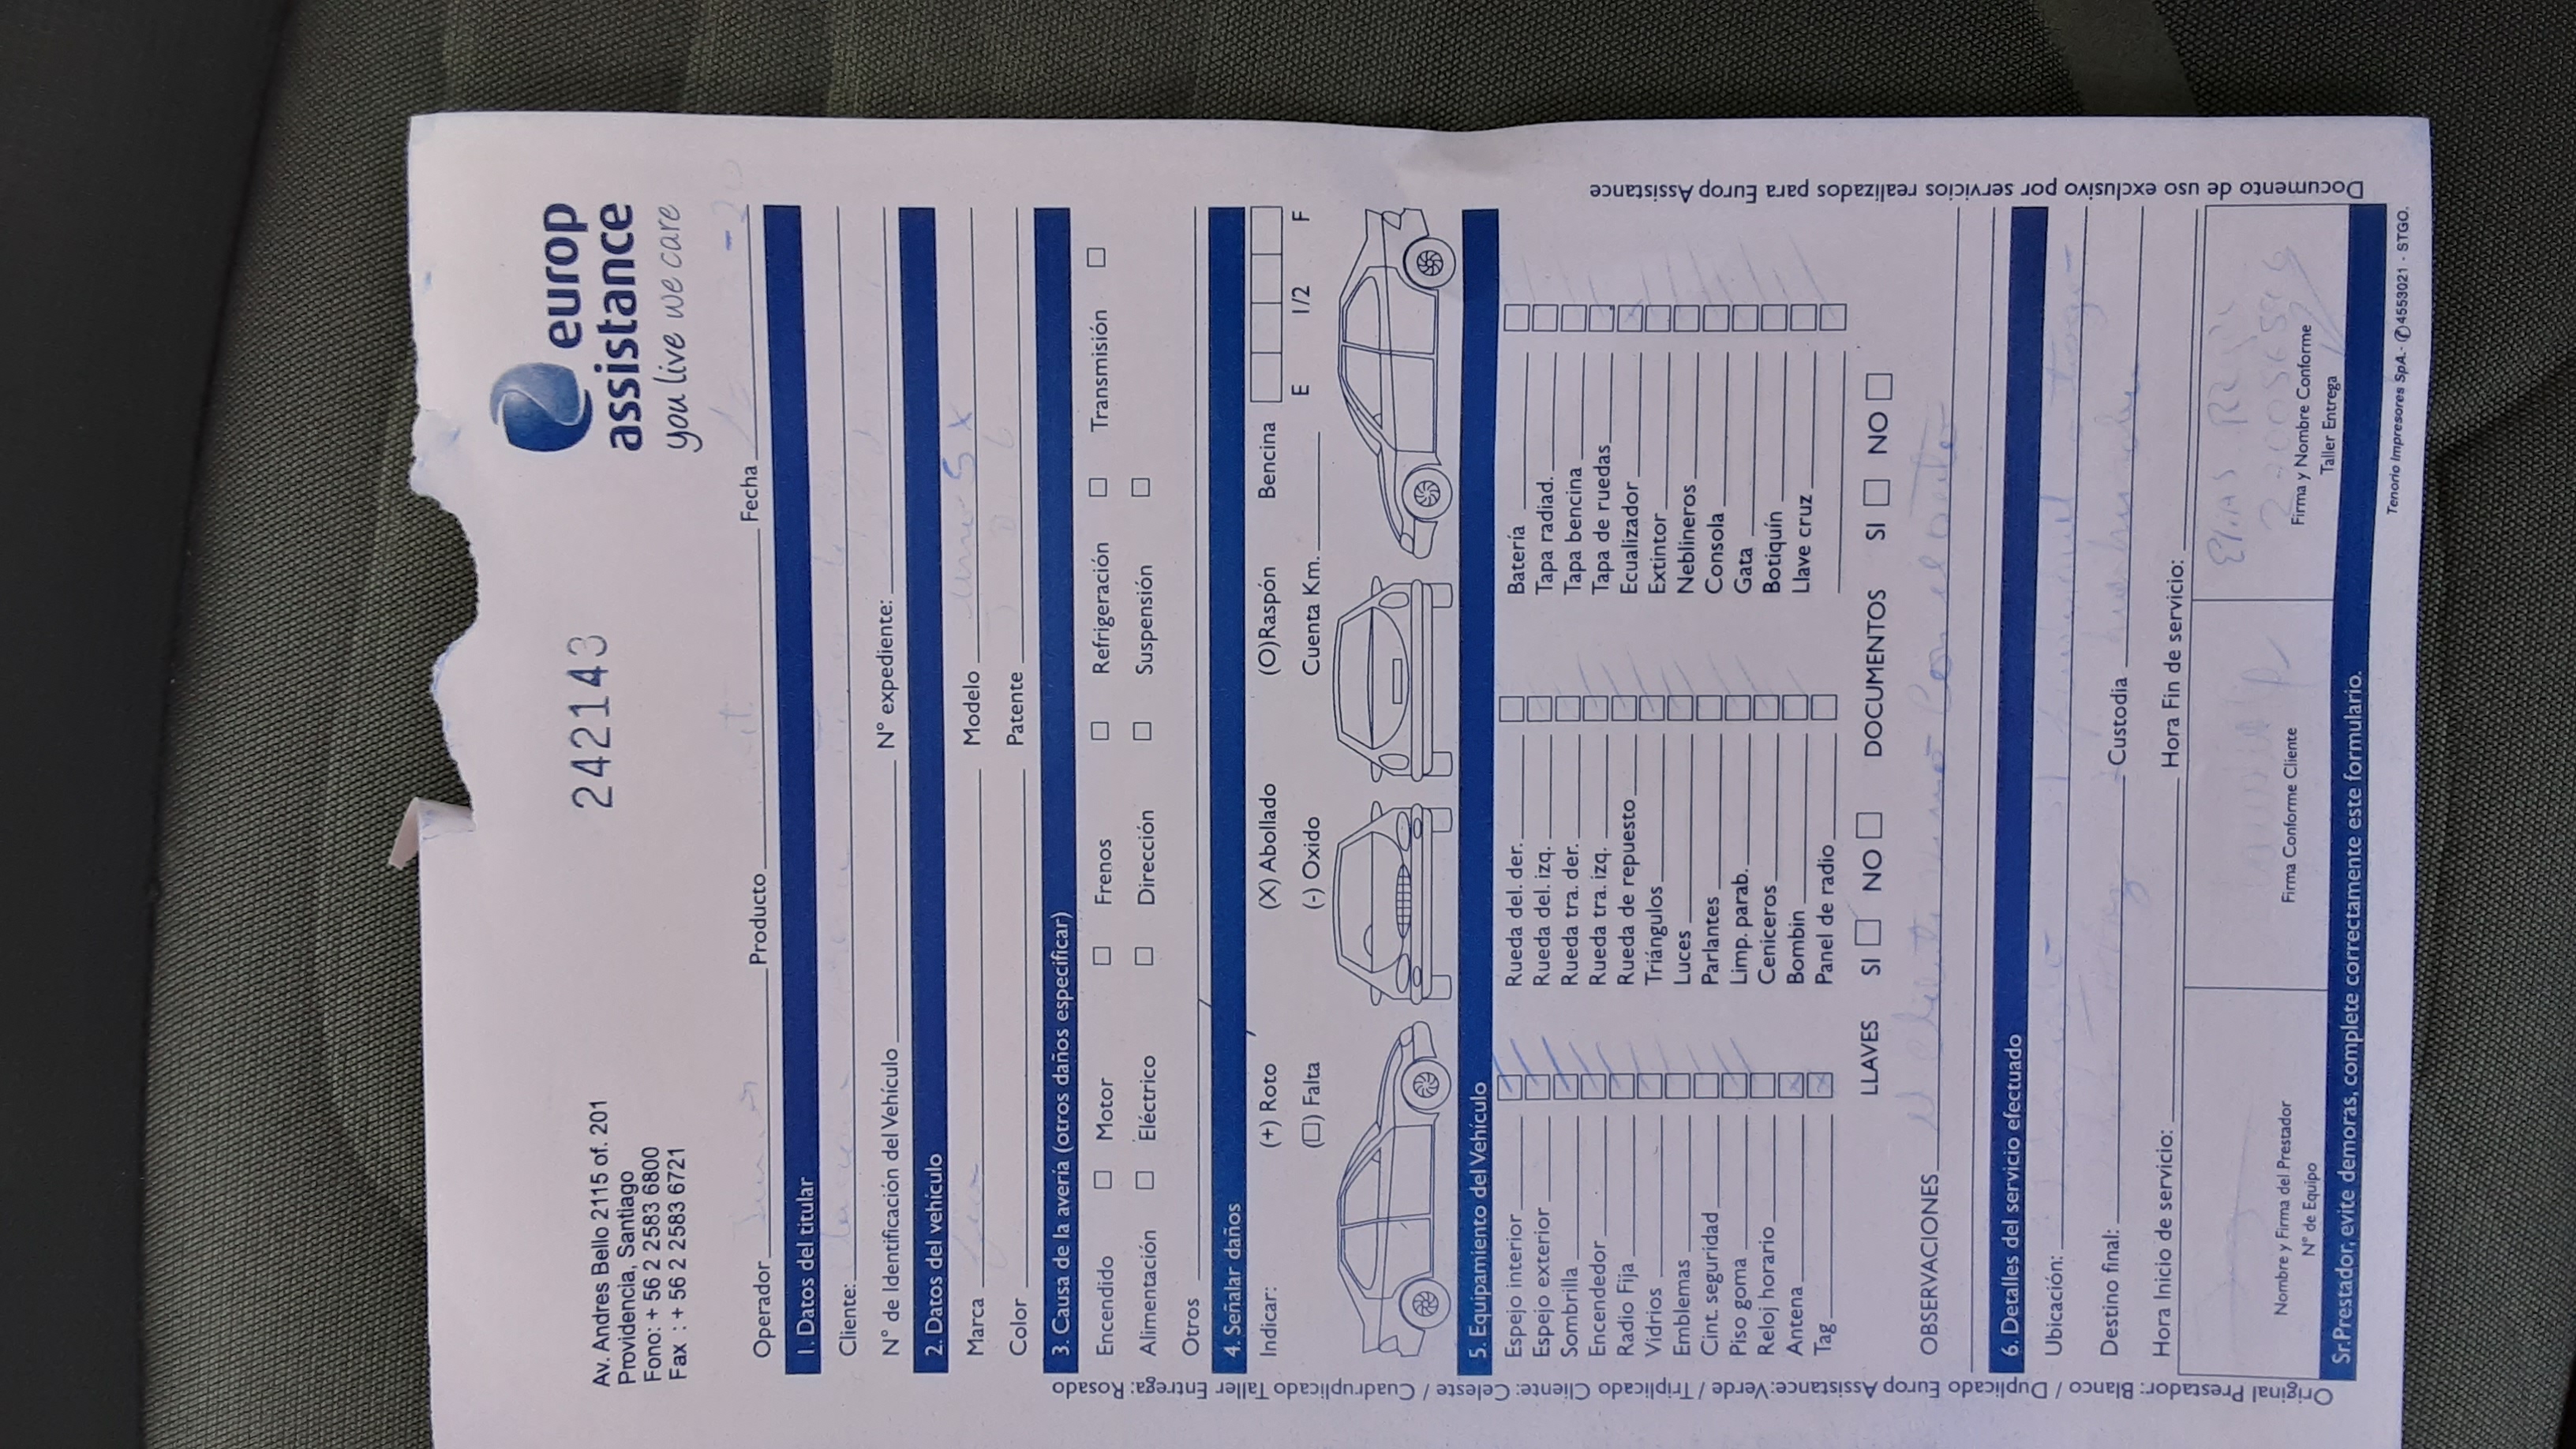 Av. Andres Bello 2115 of. 201
Providencia, Santiago
Fono: + 56 2 2583 6800
Fax : + 56 2 2583 6721
242143
europ
assistance
you live we care
Operador Producto Fecha
1. Datos del titular
Cliente:
N° de Identificación del Vehículo N° expediente:
2. Datos del vehículo
Marca Modelo
Color Patente
3. Causa de la avería (otros daños especificar)
Encendido Motor Frenos Refrigeración Transmisión
Alimentación Eléctrico Dirección Suspensión
Otros
4. Señalar daños
Indicar: (+) Roto (X) Abollado (O)Raspón Bencina
E 1/2 F
(□) Falta (-) Oxido Cuenta Km.
5. Equipamiento del Vehículo
Espejo interior Rueda del. der. Batería
Espejo exterior Rueda del. izq. Tapa radiad.
Sombrilla Rueda tra. der. Tapa bencina
Encendedor Rueda tra. izq. Tapa de ruedas
Radio Fija Rueda de repuesto Ecualizador
Vidrios Triángulos Extintor
Emblemas Luces Neblineros
Cint. seguridad Parlantes Consola
Piso goma Limp. parab. Gata
Reloj horario Ceniceros Botiquín
Antena Bombin Llave cruz
Tag Panel de radio
LLAVES SI NO DOCUMENTOS SI NO
OBSERVACIONES
6. Detalles del servicio efectuado
Ubicación:
Destino final: Custodia
Hora Inicio de servicio: Hora Fin de servicio:
Nombre y Firma del Prestador
N° de Equipo
Firma Conforme Cliente
Firma y Nombre Conforme
Taller Entrega
Sr. Prestador, evite demoras, complete correctamente este formulario.
Tenorio Impresores SpA. - ✆ 4553021 - STGO.
Original Prestador: Blanco / Duplicado Europ Assistance: Verde / Triplicado Cliente: Celeste / Cuadruplicado Taller Entrega: Rosado
Documento de uso exclusivo por servicios realizados para Europ Assistance